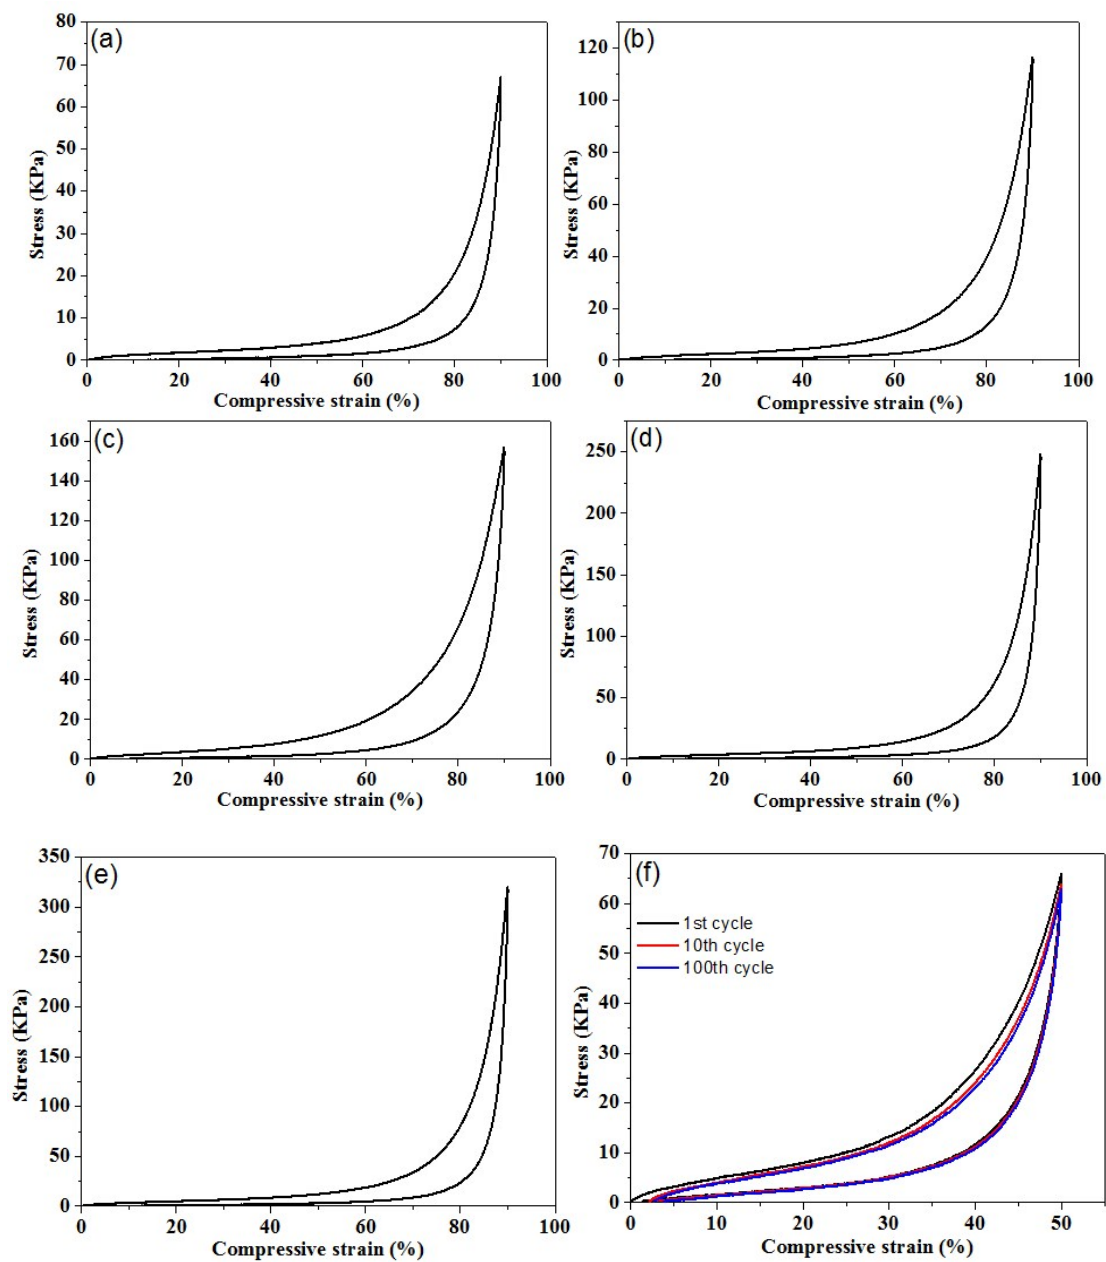 (a)
80
70
60
50
40
30
20
10
0
Stress (KPa)
0 20 40 60 80 100
Compressive strain (%)
(b)
120
100
80
60
40
20
0
Stress (KPa)
0 20 40 60 80 100
Compressive strain (%)
(c)
160
140
120
100
80
60
40
20
0
Stress (KPa)
0 20 40 60 80 100
Compressive strain (%)
(d)
250
200
150
100
50
0
Stress (KPa)
0 20 40 60 80 100
Compressive strain (%)
(e)
350
300
250
200
150
100
50
0
Stress (KPa)
0 20 40 60 80 100
Compressive strain (%)
(f)
70
60
50
40
30
20
10
0
Stress (KPa)
1st cycle
10th cycle
100th cycle
0 10 20 30 40 50
Compressive strain (%)